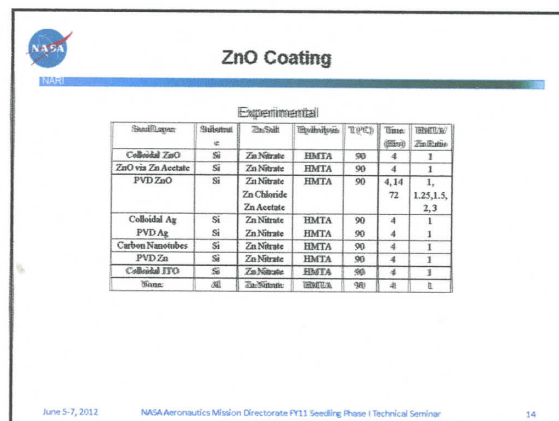 NASA
NARI
ZnO Coating
Experimental
Seed Layer Substrate Zn Salt Hydrolysis T (°C) Time (Hrs) HMTA/ Zn Ratio
Colloidal ZnO Si Zn Nitrate HMTA 90 4 1
ZnO via Zn Acetate Si Zn Nitrate HMTA 90 4 1
PVD ZnO Si Zn Nitrate HMTA 90 4, 14 1,
Zn Chloride 72 1.25,1.5,
Zn Acetate 2, 3
Colloidal Ag Si Zn Nitrate HMTA 90 4 1
PVD Ag Si Zn Nitrate HMTA 90 4 1
Carbon Nanotubes Si Zn Nitrate HMTA 90 4 1
PVD Zn Si Zn Nitrate HMTA 90 4 1
Colloidal ITO Si Zn Nitrate HMTA 90 4 1
None Al Zn Nitrate HMTA 90 4 1
June 5-7, 2012 NASA Aeronautics Mission Directorate FY11 Seedling Phase I Technical Seminar 14